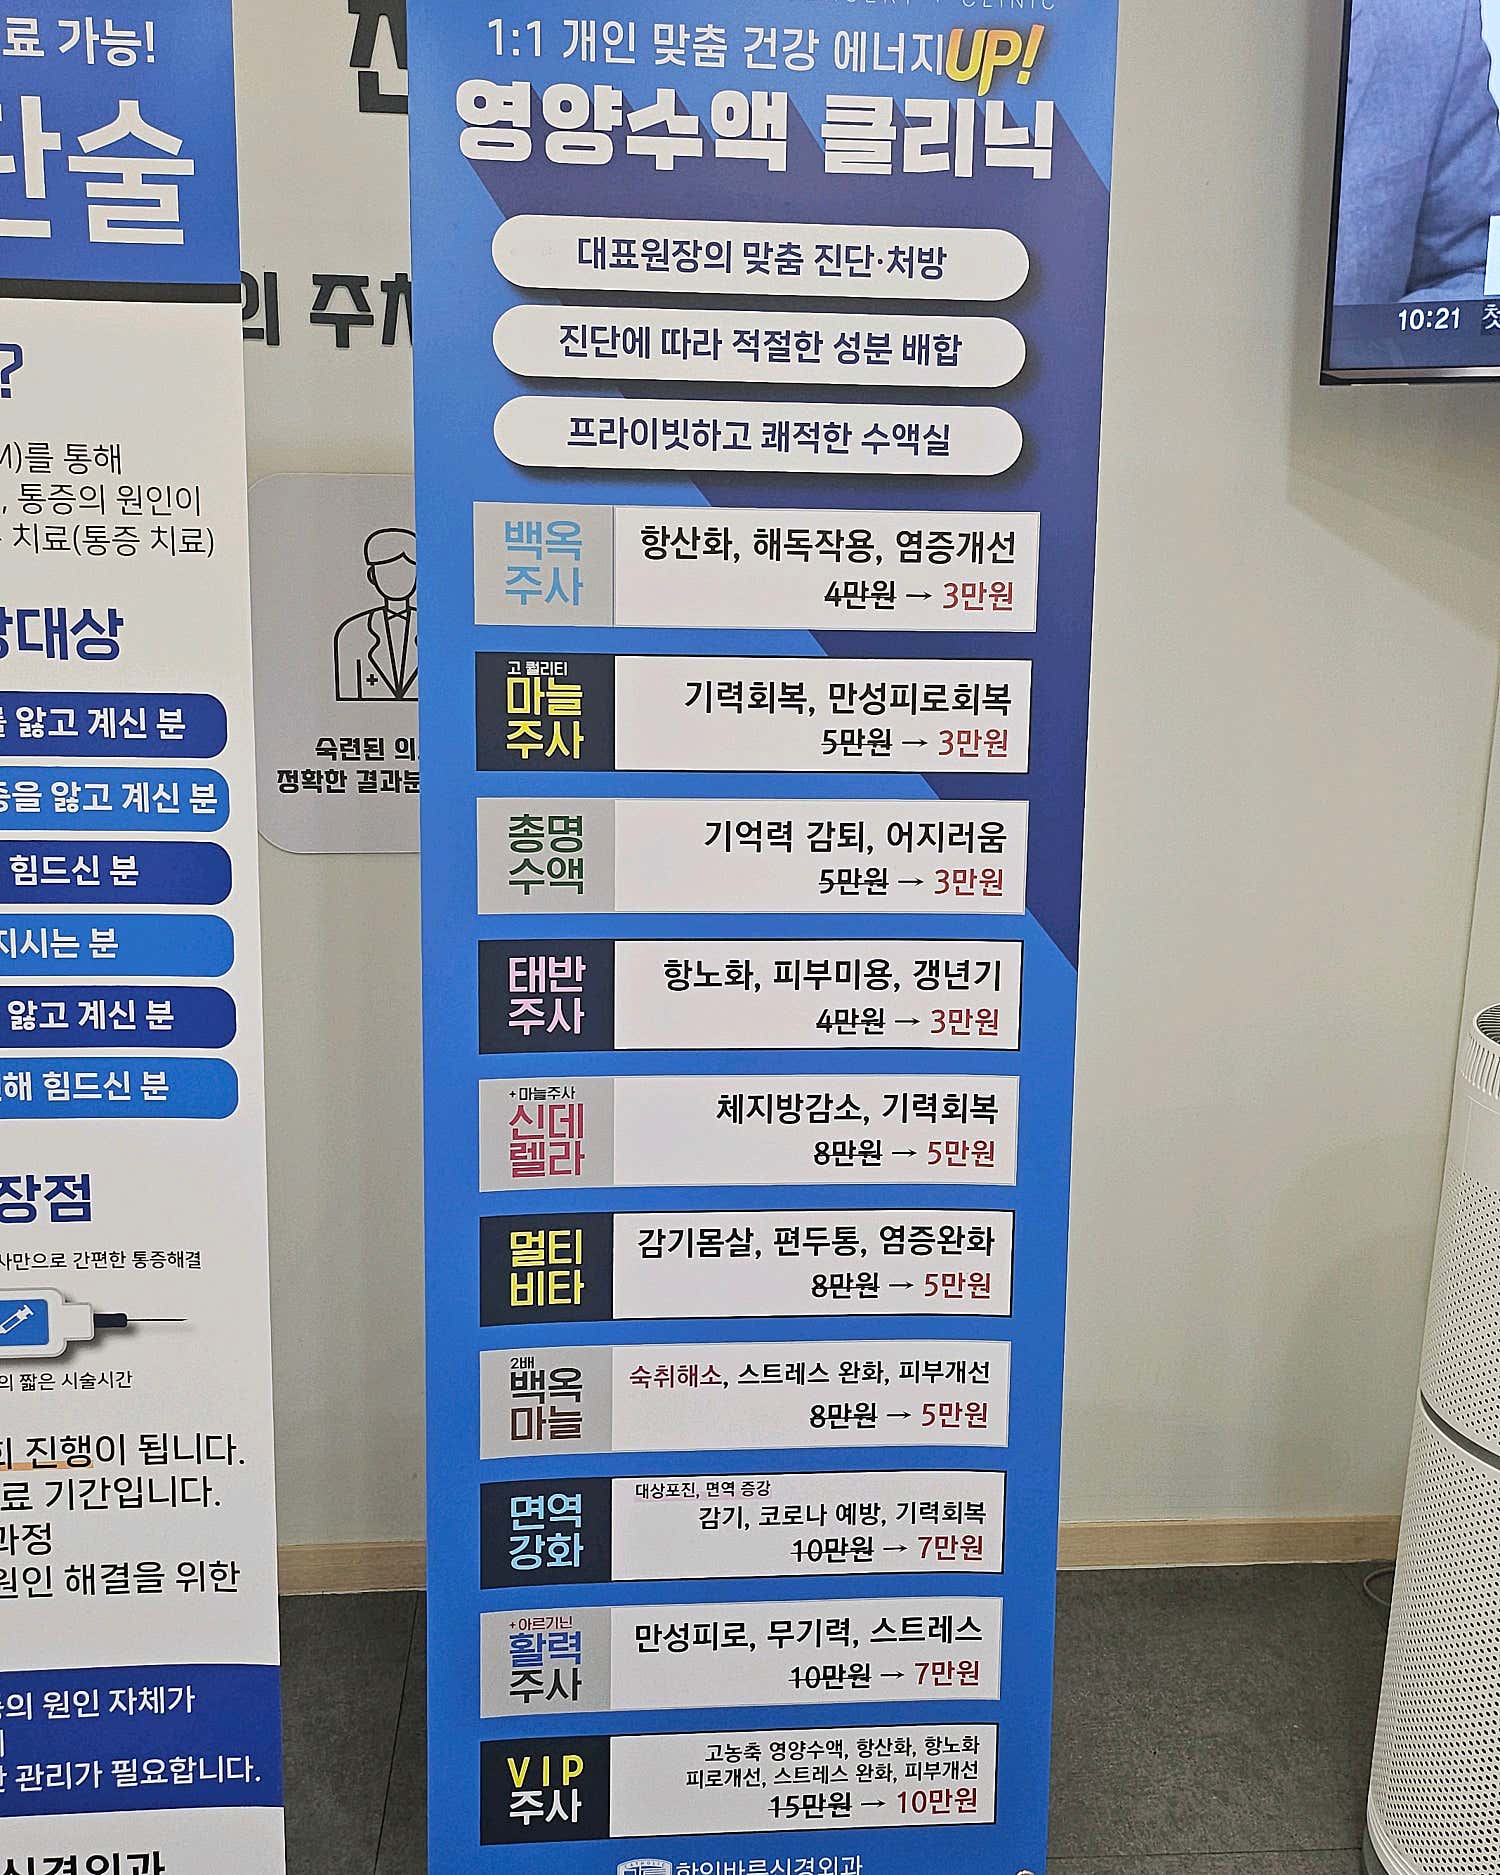 료 가능!
단술
?
M)를 통해
, 통증의 원인이
치료(통증 치료)
대상
앓고 계신 분
증을 앓고 계신 분
힘드신 분
지시는 분
앓고 계신 분
해 힘드신 분
장점
사만으로 간편한 통증해결
의 짧은 시술시간
회 진행이 됩니다.
료 기간입니다.
과정
원인 해결을 위한
의 원인 자체가
관리가 필요합니다.
신경외과
의 주치
숙련된 의
정확한 결과분
CLINIC
1:1 개인 맞춤 건강 에너지UP!
영양수액 클리닉
대표원장의 맞춤 진단·처방
진단에 따라 적절한 성분 배합
프라이빗하고 쾌적한 수액실
백옥
주사
항산화, 해독작용, 염증개선
4만원 → 3만원
고 퀄리티
마늘
주사
기력회복, 만성피로회복
5만원 → 3만원
총명
수액
기억력 감퇴, 어지러움
5만원 → 3만원
태반
주사
항노화, 피부미용, 갱년기
4만원 → 3만원
+마늘주사
신데
렐라
체지방감소, 기력회복
8만원 → 5만원
멀티
비타
감기몸살, 편두통, 염증완화
8만원 → 5만원
2배
백옥
마늘
숙취해소, 스트레스 완화, 피부개선
8만원 → 5만원
면역
강화
대상포진, 면역 증강
감기, 코로나 예방, 기력회복
10만원 → 7만원
+아르기닌
활력
주사
만성피로, 무기력, 스트레스
10만원 → 7만원
VIP
주사
고농축 영양수액, 항산화, 항노화
피로개선, 스트레스 완화, 피부개선
15만원 → 10만원
바른신경외과
10:21 첫